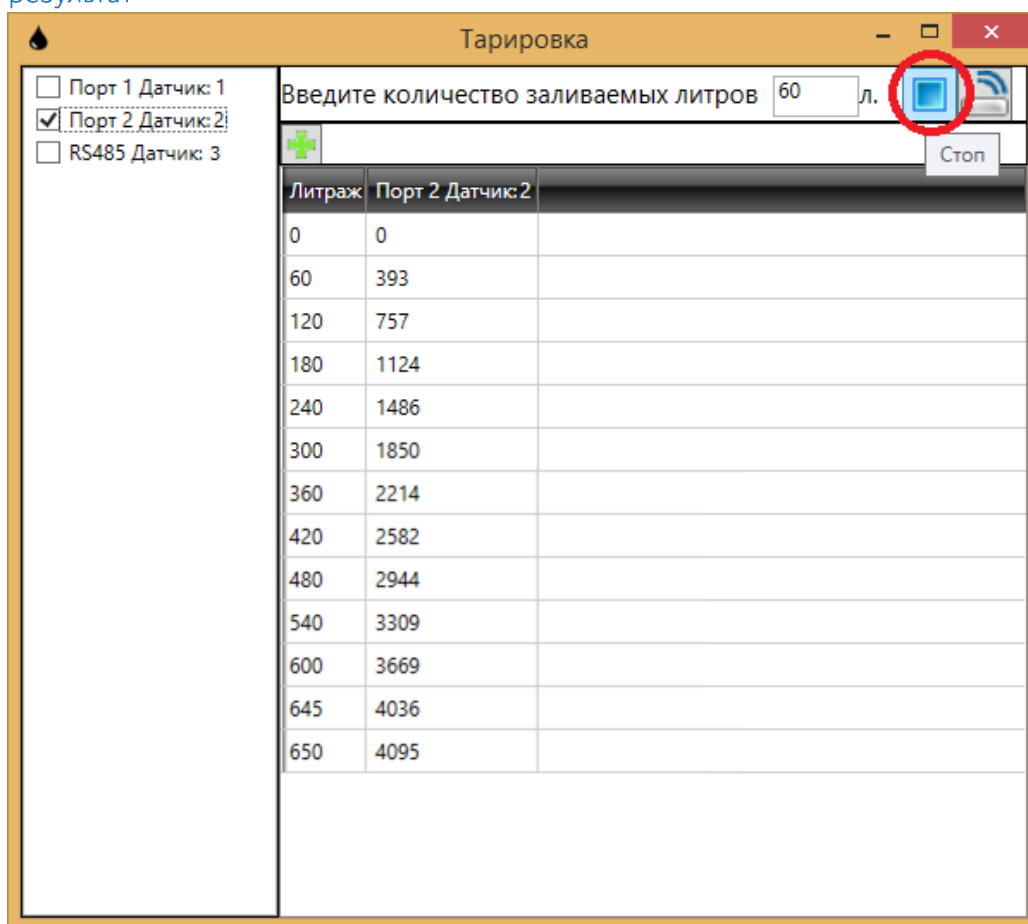 результат
Тарировка
Порт 1 Датчик: 1
Порт 2 Датчик: 2
RS485 Датчик: 3
Введите количество заливаемых литров 60 л.
Стоп
Литраж Порт 2 Датчик: 2
0 0
60 393
120 757
180 1124
240 1486
300 1850
360 2214
420 2582
480 2944
540 3309
600 3669
645 4036
650 4095